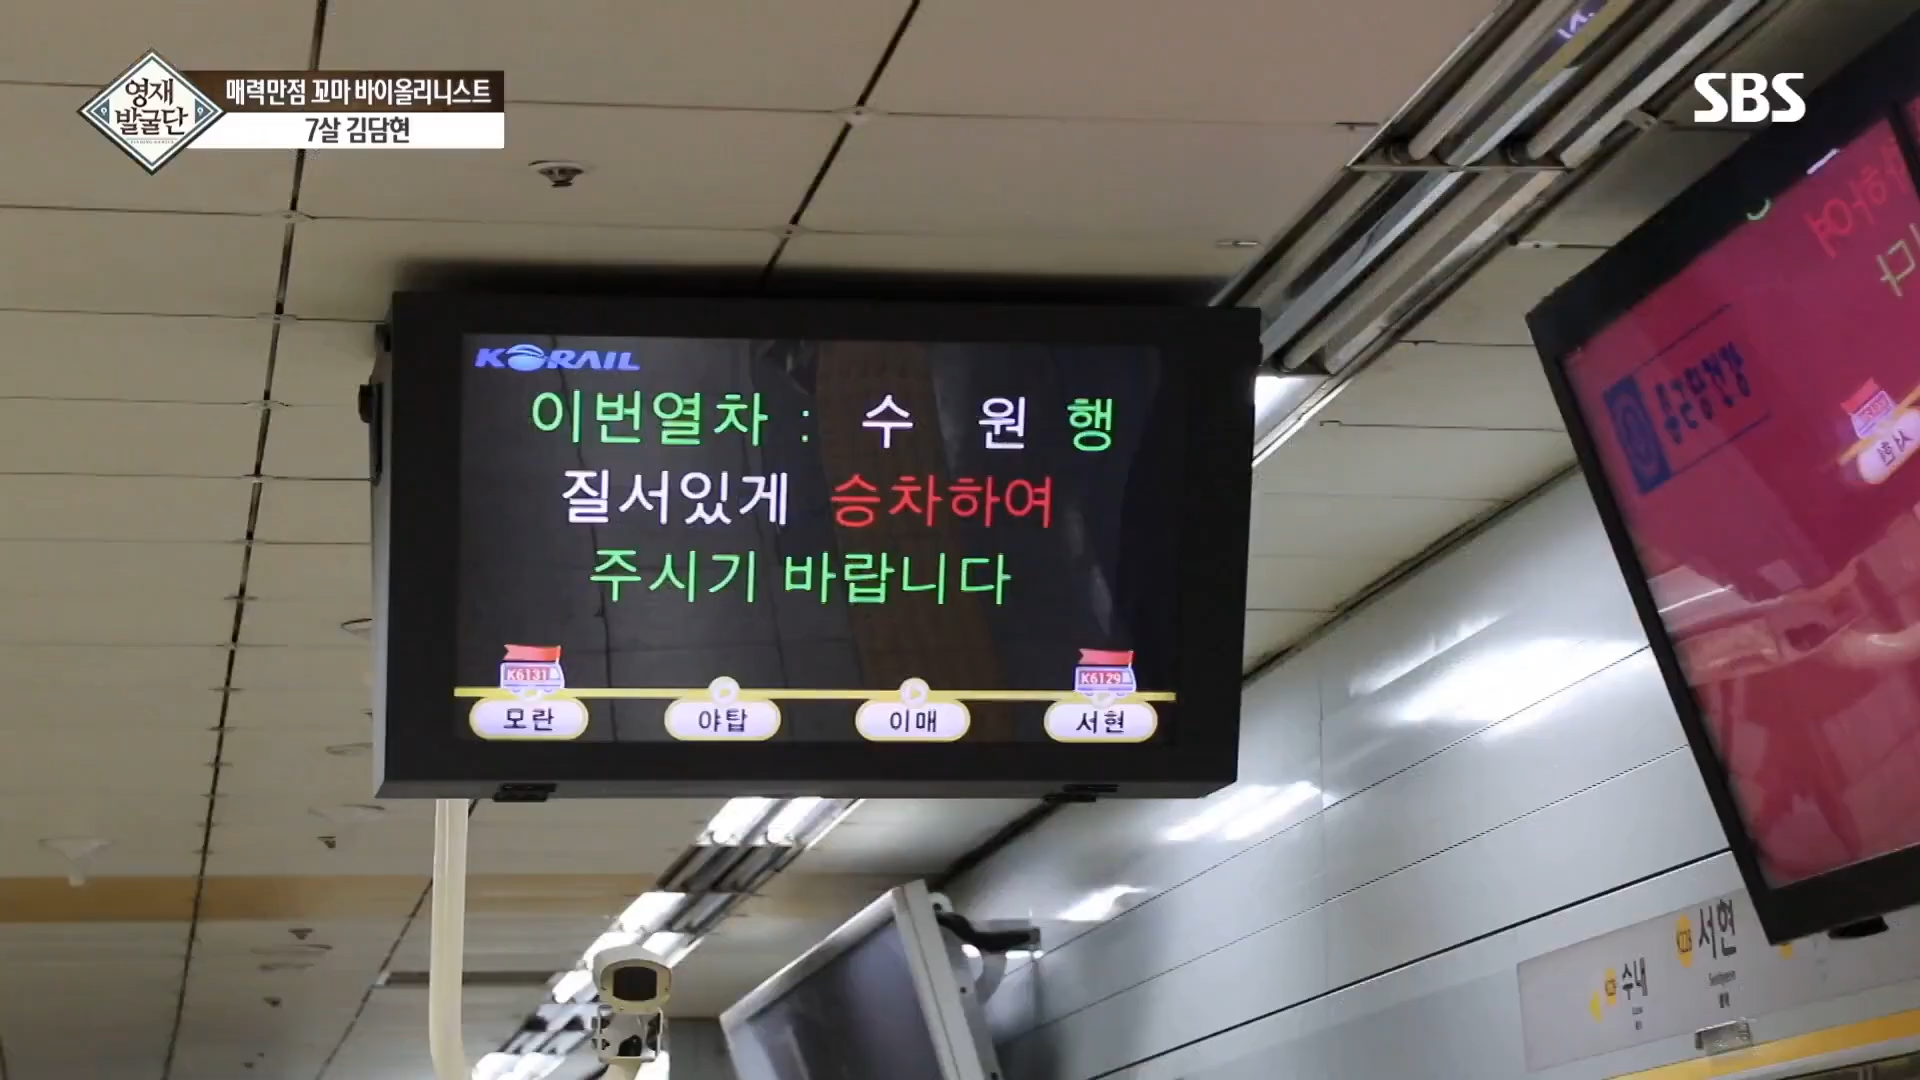 영재
발굴단
매력만점 꼬마 바이올리니스트
7살 김담현
SBS
KORAIL
이번열차 : 수 원 행
질서있게 승차하여
주시기 바랍니다
K6131
K6129
모란 야탑 이매 서현
서현
수내